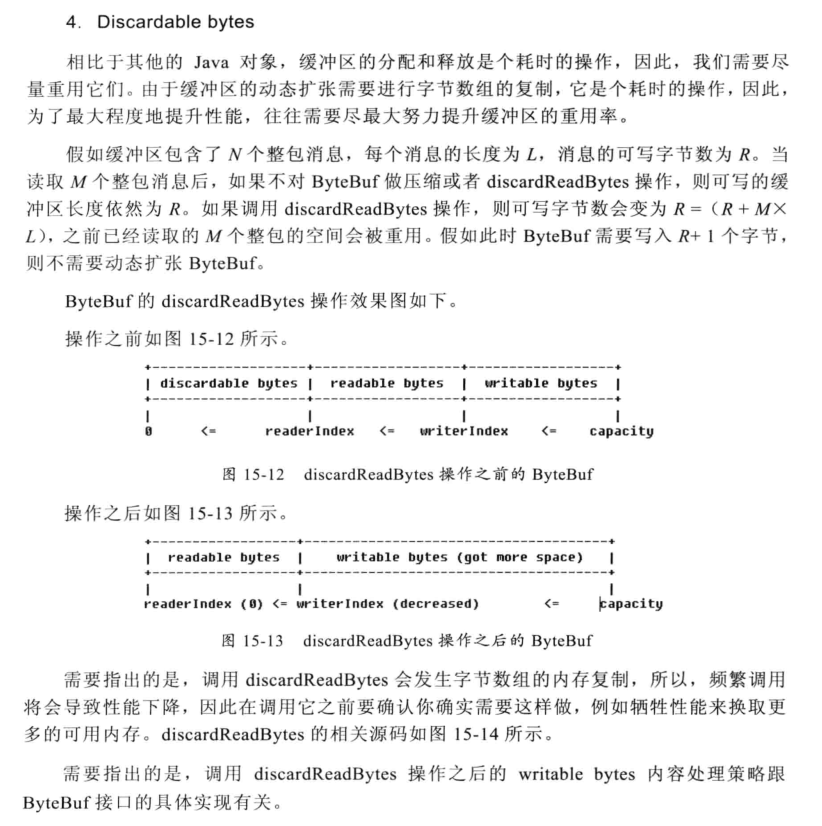 4. Discardable bytes
相比于其他的 Java 对象，缓冲区的分配和释放是个耗时的操作，因此，我们需要尽
量重用它们。由于缓冲区的动态扩张需要进行字节数组的复制，它是个耗时的操作，因此，
为了最大程度地提升性能，往往需要尽最大努力提升缓冲区的重用率。
假如缓冲区包含了 N 个整包消息，每个消息的长度为 L，消息的可写字节数为 R。当
读取 M 个整包消息后，如果不对 ByteBuf 做压缩或者 discardReadBytes 操作，则可写的缓
冲区长度依然为 R。如果调用 discardReadBytes 操作，则可写字节数会变为 R =（R + M×
L），之前已经读取的 M 个整包的空间会被重用。假如此时 ByteBuf 需要写入 R+ 1 个字节，
则不需要动态扩张 ByteBuf。
ByteBuf 的 discardReadBytes 操作效果图如下。
操作之前如图 15-12 所示。
+-------------------+------------------+------------------+
| discardable bytes | readable bytes | writable bytes |
+-------------------+------------------+------------------+
| | | |
0 <= readerIndex <= writerIndex <= capacity
图 15-12 discardReadBytes 操作之前的 ByteBuf
操作之后如图 15-13 所示。
+------------------+--------------------------------------+
| readable bytes | writable bytes (got more space) |
+------------------+--------------------------------------+
| | |
readerIndex (0) <= writerIndex (decreased) <= capacity
图 15-13 discardReadBytes 操作之后的 ByteBuf
需要指出的是，调用 discardReadBytes 会发生字节数组的内存复制，所以，频繁调用
将会导致性能下降，因此在调用它之前要确认你确实需要这样做，例如牺牲性能来换取更
多的可用内存。discardReadBytes 的相关源码如图 15-14 所示。
需要指出的是，调用 discardReadBytes 操作之后的 writable bytes 内容处理策略跟
ByteBuf 接口的具体实现有关。